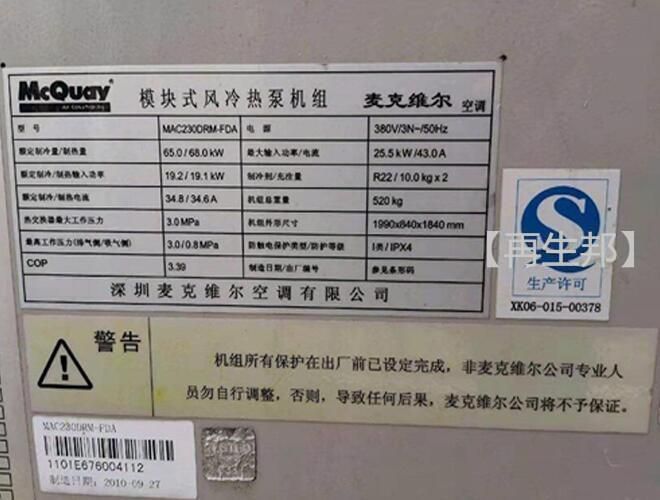 McQuay
Air Conditioning
模块式风冷热泵机组
麦克维尔 空调
型号 MAC230DRM-FDA 电源 380V/3N~/50Hz
额定制冷量/制热量 65.0/68.0 kW 最大输入功率/电流 25.5 kW/43.0 A
额定制冷/制热输入功率 19.2/19.1 kW 制冷剂/充注量 R22/10.0 kg x 2
额定制冷/制热电流 34.8/34.6 A 机组总重量 520 kg
热交换器最大工作压力 3.0 MPa 机组外形尺寸 1990x840x1840 mm
最高工作压力(排气侧/吸气侧) 3.0/0.8 MPa 防触电保护类型/防护等级 I类/IPX4
COP 3.39 制造日期/出厂编号 参见条形码
深圳麦克维尔空调有限公司
【再生邦】
生产许可
XK06-015-00378
警告
机组所有保护在出厂前已设定完成，非麦克维尔公司专业人
员勿自行调整，否则，导致任何后果，麦克维尔公司将不予保证。
MAC230DRM-FDA
1101E676004112
制造日期: 2010-09-27